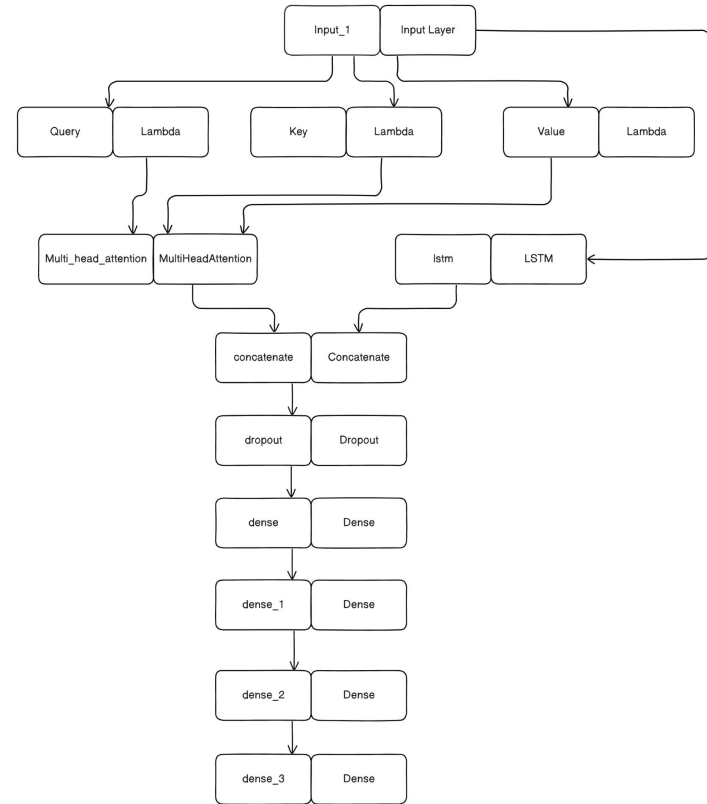 Input_1 Input Layer
Query Lambda Key Lambda Value Lambda
Multi_head_attention MultiHeadAttention lstm LSTM
concatenate Concatenate
dropout Dropout
dense Dense
dense_1 Dense
dense_2 Dense
dense_3 Dense